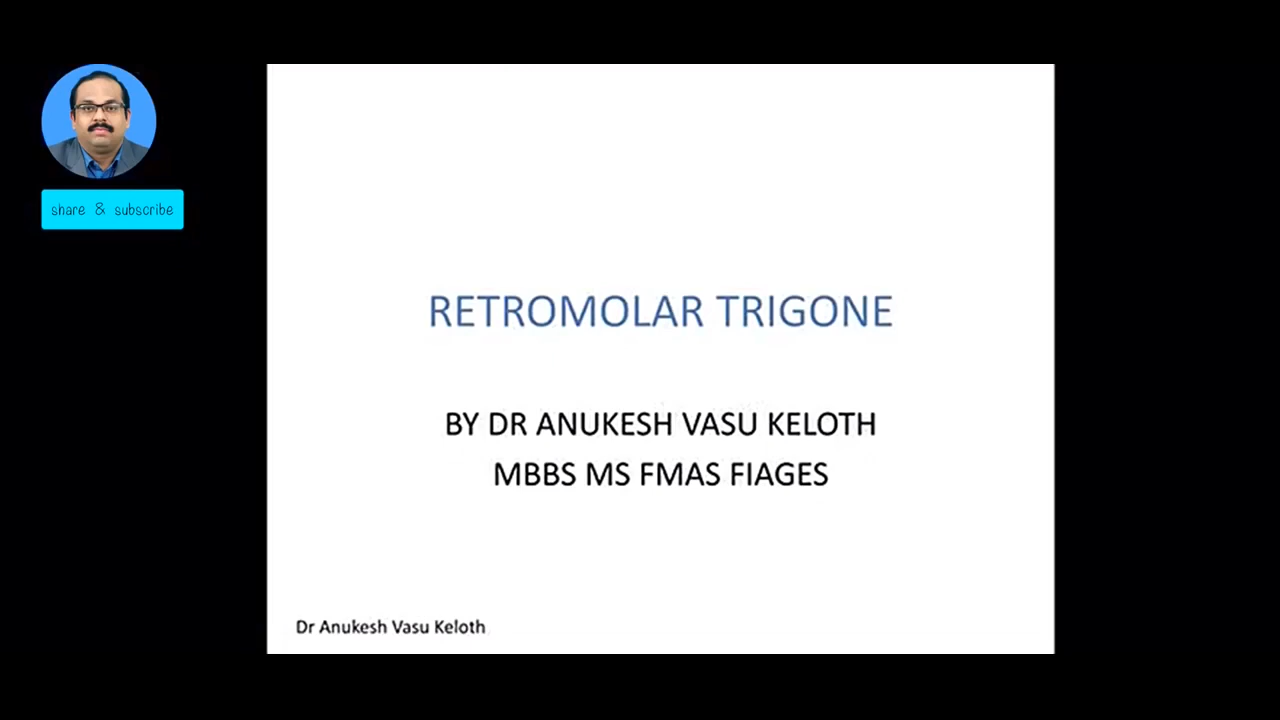 share & subscribe
RETROMOLAR TRIGONE
BY DR ANUKESH VASU KELOTH
MBBS MS FMAS FIAGES
Dr Anukesh Vasu Keloth